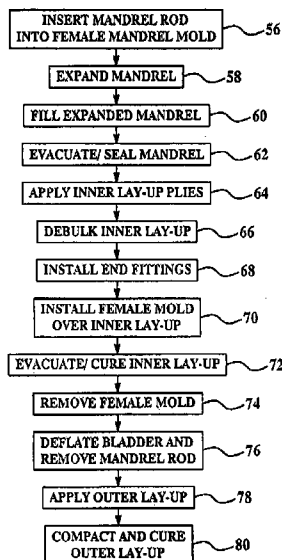 INSERT MANDREL ROD
INTO FEMALE MANDREL MOLD
56
EXPAND MANDREL
58
FILL EXPANDED MANDREL
60
EVACUATE/ SEAL MANDREL
62
APPLY INNER LAY-UP PLIES
64
DEBULK INNER LAY-UP
66
INSTALL END FITTINGS
68
INSTALL FEMALE MOLD
OVER INNER LAY-UP
70
EVACUATE/ CURE INNER LAY-UP
72
REMOVE FEMALE MOLD
74
DEFLATE BLADDER AND
REMOVE MANDREL ROD
76
APPLY OUTER LAY-UP
78
COMPACT AND CURE
OUTER LAY-UP
80